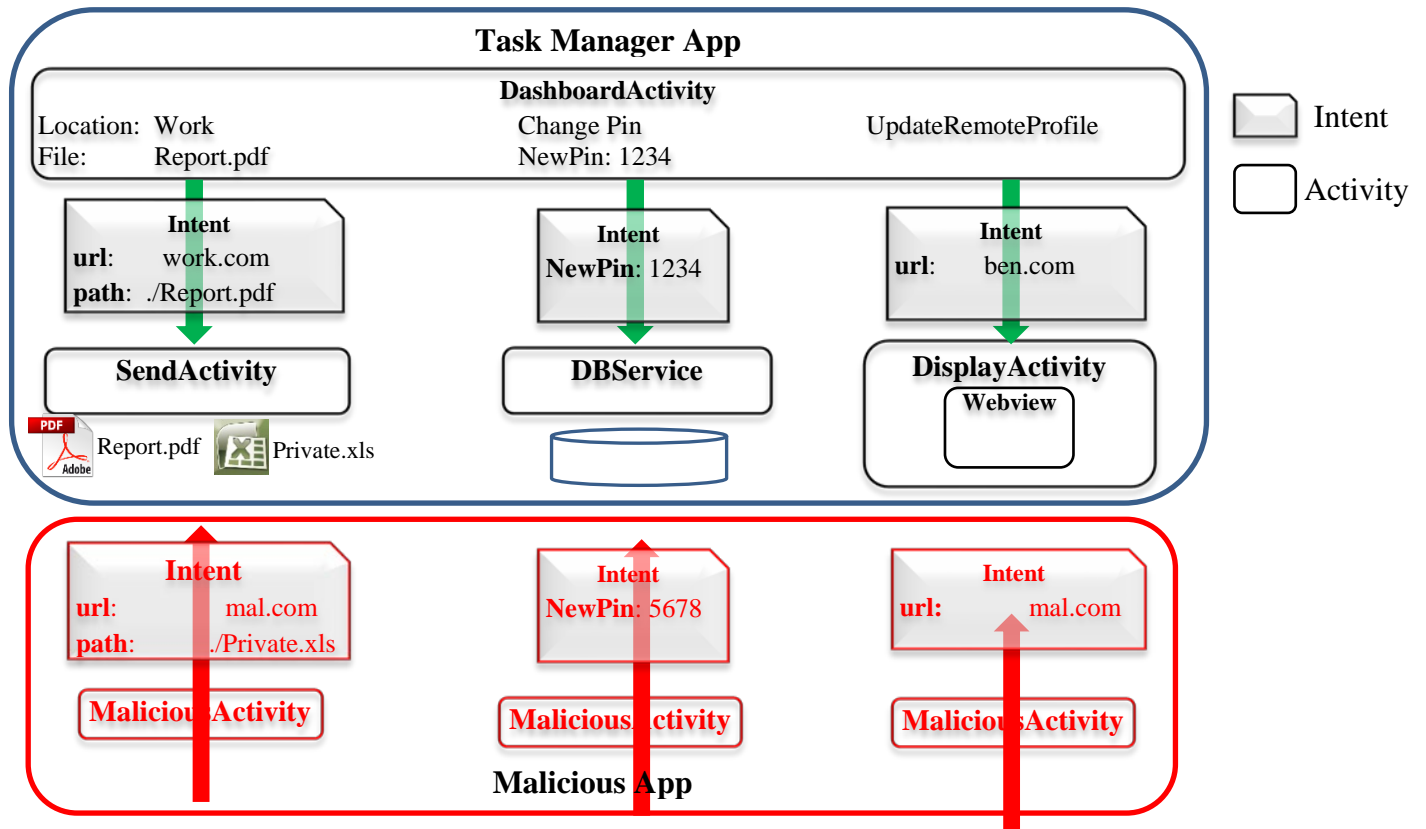 Task Manager App
DashboardActivity
Location: Work
File: Report.pdf
Change Pin
NewPin: 1234
UpdateRemoteProfile
Intent
Activity
Intent
url: work.com
path: ./Report.pdf
Intent
NewPin: 1234
Intent
url: ben.com
SendActivity
DBService
DisplayActivity
Webview
PDF
Adobe
Report.pdf
Private.xls
Intent
url: mal.com
path: ./Private.xls
Intent
NewPin: 5678
Intent
url: mal.com
MaliciousActivity
MaliciousActivity
MaliciousActivity
Malicious App